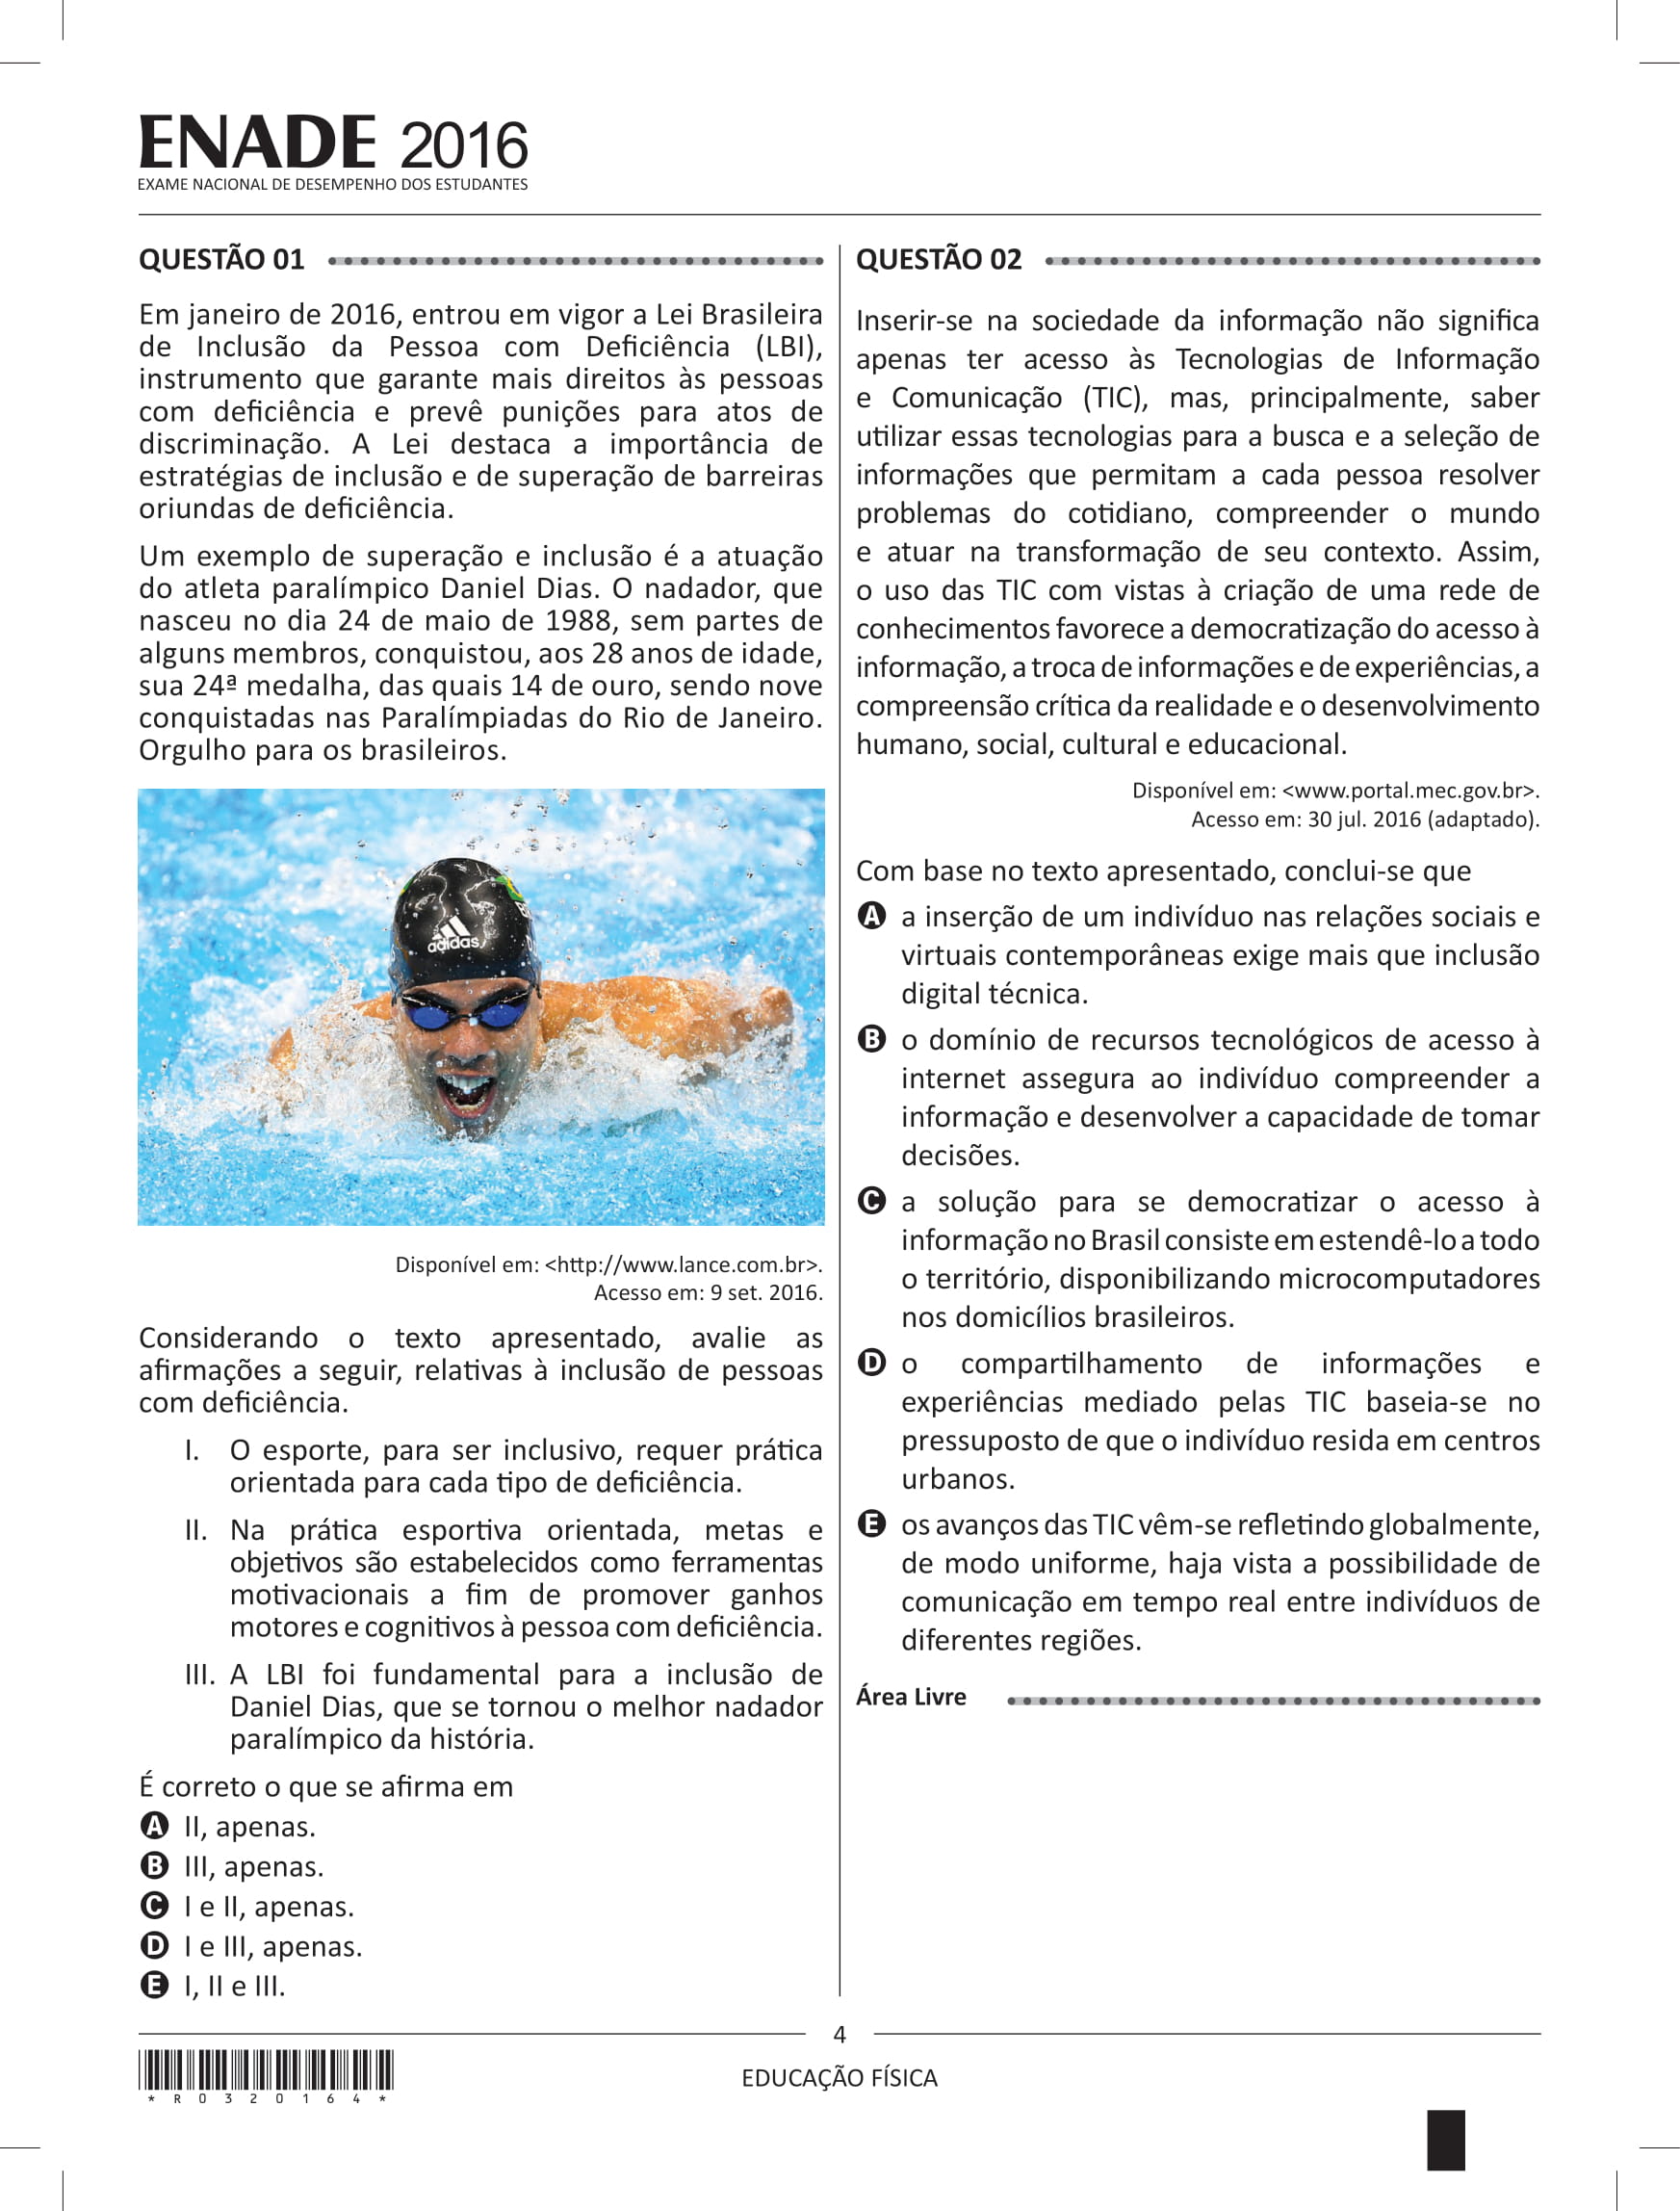 ENADE 2016
EXAME NACIONAL DE DESEMPENHO DOS ESTUDANTES
QUESTÃO 01
Em janeiro de 2016, entrou em vigor a Lei Brasileira
de Inclusão da Pessoa com Deficiência (LBI),
instrumento que garante mais direitos às pessoas
com deficiência e prevê punições para atos de
discriminação. A Lei destaca a importância de
estratégias de inclusão e de superação de barreiras
oriundas de deficiência.
Um exemplo de superação e inclusão é a atuação
do atleta paralímpico Daniel Dias. O nadador, que
nasceu no dia 24 de maio de 1988, sem partes de
alguns membros, conquistou, aos 28 anos de idade,
sua 24ª medalha, das quais 14 de ouro, sendo nove
conquistadas nas Paralímpiadas do Rio de Janeiro.
Orgulho para os brasileiros.
adidas
Disponível em: <http://www.lance.com.br>.
Acesso em: 9 set. 2016.
Considerando o texto apresentado, avalie as
afirmações a seguir, relativas à inclusão de pessoas
com deficiência.
I. O esporte, para ser inclusivo, requer prática
orientada para cada tipo de deficiência.
II. Na prática esportiva orientada, metas e
objetivos são estabelecidos como ferramentas
motivacionais a fim de promover ganhos
motores e cognitivos à pessoa com deficiência.
III. A LBI foi fundamental para a inclusão de
Daniel Dias, que se tornou o melhor nadador
paralímpico da história.
É correto o que se afirma em
A II, apenas.
B III, apenas.
C I e II, apenas.
D I e III, apenas.
E I, II e III.
QUESTÃO 02
Inserir-se na sociedade da informação não significa
apenas ter acesso às Tecnologias de Informação
e Comunicação (TIC), mas, principalmente, saber
utilizar essas tecnologias para a busca e a seleção de
informações que permitam a cada pessoa resolver
problemas do cotidiano, compreender o mundo
e atuar na transformação de seu contexto. Assim,
o uso das TIC com vistas à criação de uma rede de
conhecimentos favorece a democratização do acesso à
informação, a troca de informações e de experiências, a
compreensão crítica da realidade e o desenvolvimento
humano, social, cultural e educacional.
Disponível em: <www.portal.mec.gov.br>.
Acesso em: 30 jul. 2016 (adaptado).
Com base no texto apresentado, conclui-se que
A a inserção de um indivíduo nas relações sociais e
virtuais contemporâneas exige mais que inclusão
digital técnica.
B o domínio de recursos tecnológicos de acesso à
internet assegura ao indivíduo compreender a
informação e desenvolver a capacidade de tomar
decisões.
C a solução para se democratizar o acesso à
informação no Brasil consiste em estendê-lo a todo
o território, disponibilizando microcomputadores
nos domicílios brasileiros.
D o compartilhamento de informações e
experiências mediado pelas TIC baseia-se no
pressuposto de que o indivíduo resida em centros
urbanos.
E os avanços das TIC vêm-se refletindo globalmente,
de modo uniforme, haja vista a possibilidade de
comunicação em tempo real entre indivíduos de
diferentes regiões.
Área Livre
4
EDUCAÇÃO FÍSICA
* R 0 3 2 0 1 6 4 *